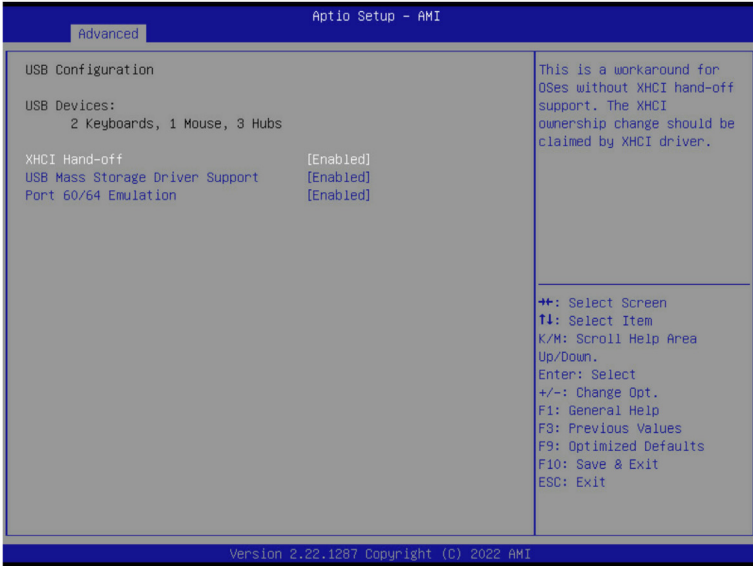 Aptio Setup – AMI
Advanced
USB Configuration
USB Devices:
2 Keyboards, 1 Mouse, 3 Hubs
XHCI Hand-off [Enabled]
USB Mass Storage Driver Support [Enabled]
Port 60/64 Emulation [Enabled]
This is a workaround for
OSes without XHCI hand-off
support. The XHCI
ownership change should be
claimed by XHCI driver.
→←: Select Screen
↑↓: Select Item
K/M: Scroll Help Area
Up/Down.
Enter: Select
+/-: Change Opt.
F1: General Help
F3: Previous Values
F9: Optimized Defaults
F10: Save & Exit
ESC: Exit
Version 2.22.1287 Copyright (C) 2022 AMI